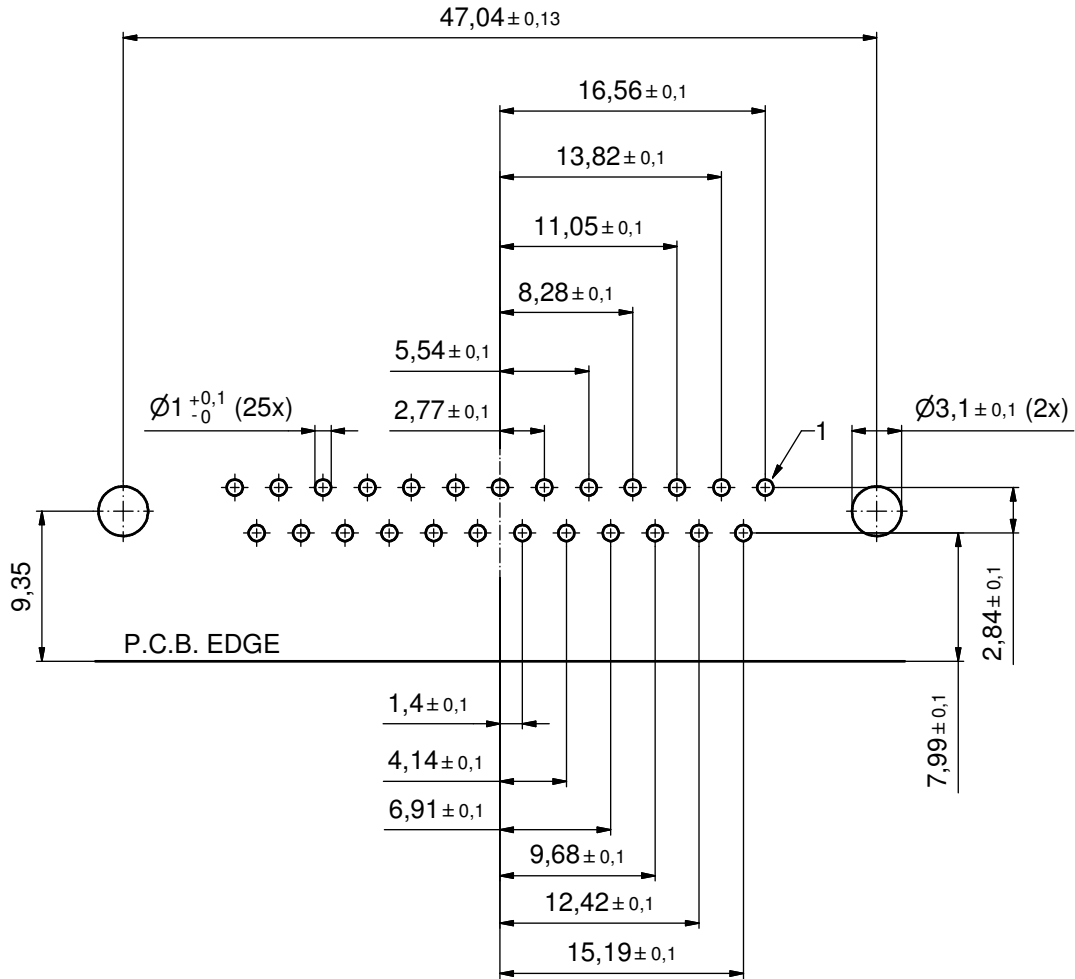 47,04 ± 0,13
16,56 ± 0,1
13,82 ± 0,1
11,05 ± 0,1
8,28 ± 0,1
5,54 ± 0,1
Ø1 +0,1 -0 (25x)
2,77 ± 0,1
1
Ø3,1 ± 0,1 (2x)
9,35
P.C.B. EDGE
2,84 ± 0,1
7,99 ± 0,1
1,4 ± 0,1
4,14 ± 0,1
6,91 ± 0,1
9,68 ± 0,1
12,42 ± 0,1
15,19 ± 0,1